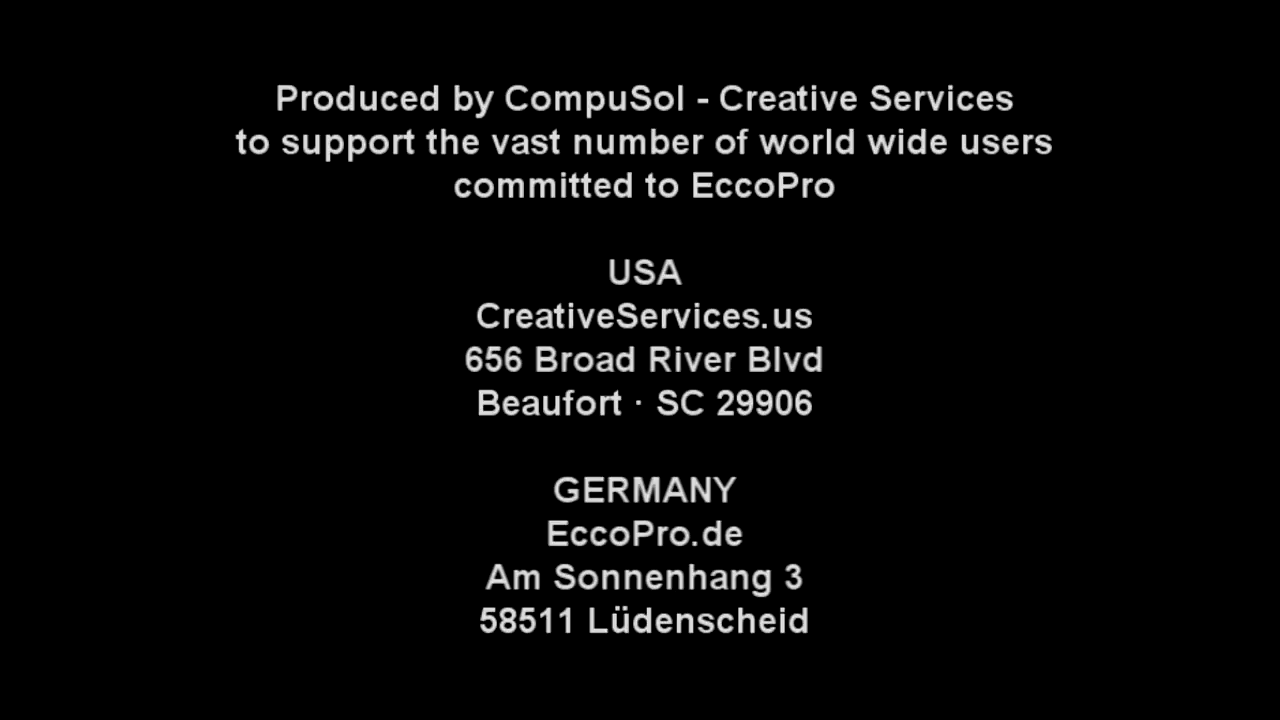 Produced by CompuSol - Creative Services
to support the vast number of world wide users
committed to EccoPro
USA
CreativeServices.us
656 Broad River Blvd
Beaufort · SC 29906
GERMANY
EccoPro.de
Am Sonnenhang 3
58511 Lüdenscheid